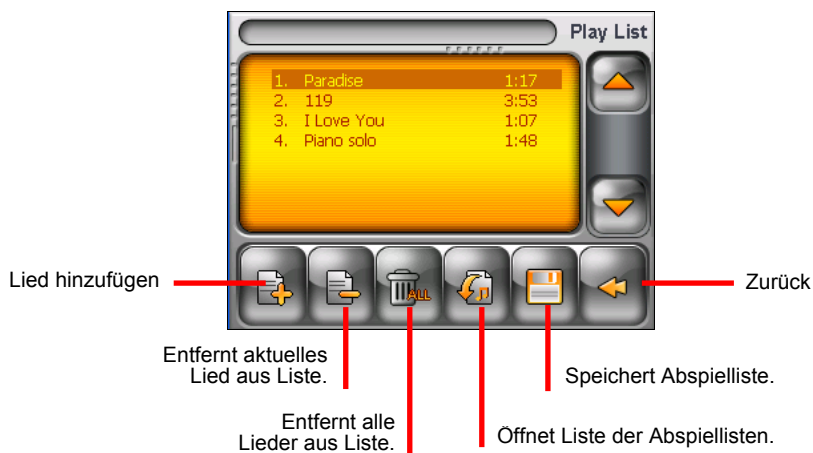 Play List
1. Paradise 1:17
2. 119 3:53
3. I Love You 1:07
4. Piano solo 1:48
ALL
Lied hinzufügen
Zurück
Entfernt aktuelles
Lied aus Liste.
Speichert Abspielliste.
Entfernt alle
Lieder aus Liste.
Öffnet Liste der Abspiellisten.